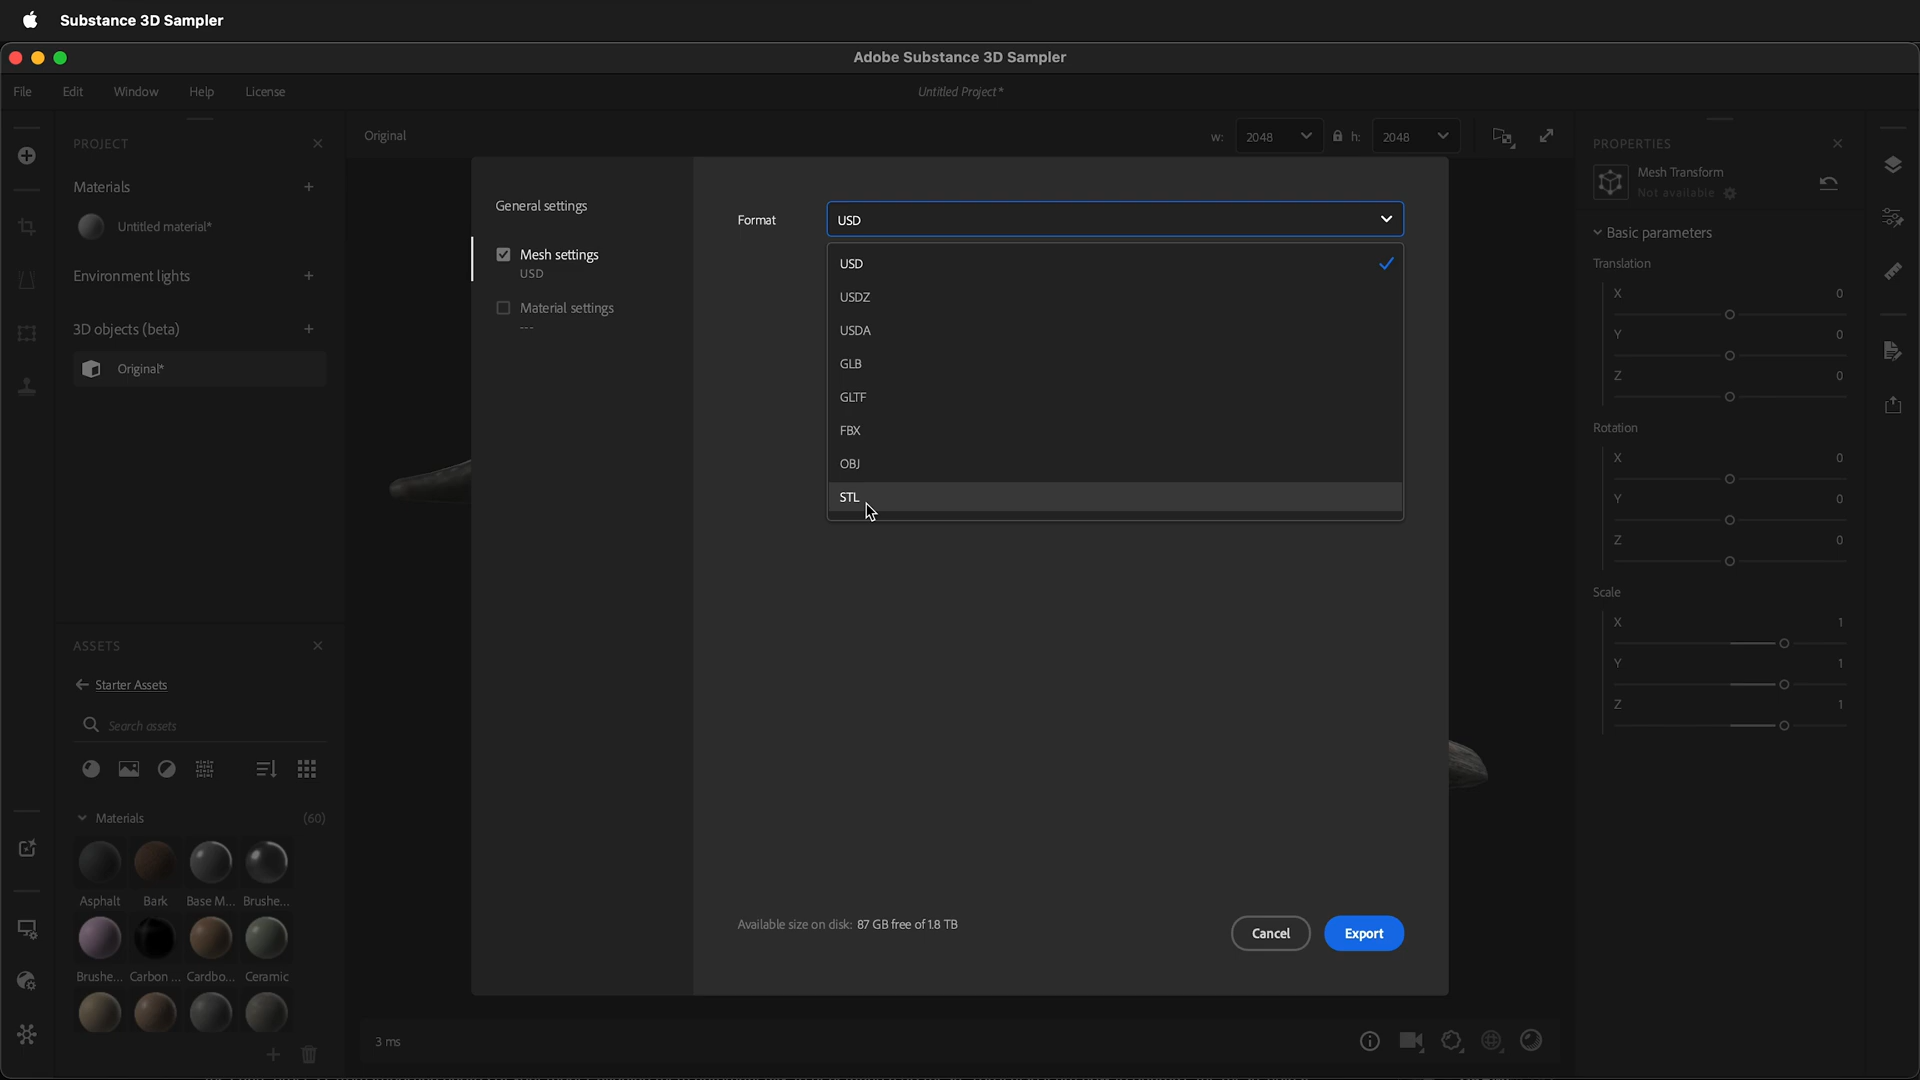 Substance 3D Sampler
Adobe Substance 3D Sampler
File Edit Window Help License
Untitled Project*
PROJECT
Materials
Untitled material*
Environment lights
3D objects (beta)
Original*
ASSETS
Starter Assets
Search assets
Materials (60)
Asphalt Bark Base M... Brushe...
Brushe... Carbon ... Cardbo... Ceramic
Original
w: 2048 h: 2048
General settings
Mesh settings
USD
Material settings
---
Format USD
USD
USDZ
USDA
GLB
GLTF
FBX
OBJ
STL
Available size on disk: 87 GB free of 1.8 TB
Cancel Export
3 ms
PROPERTIES
Mesh Transform
Not available
Basic parameters
Translation
X 0
Y 0
Z 0
Rotation
X 0
Y 0
Z 0
Scale
X 1
Y 1
Z 1